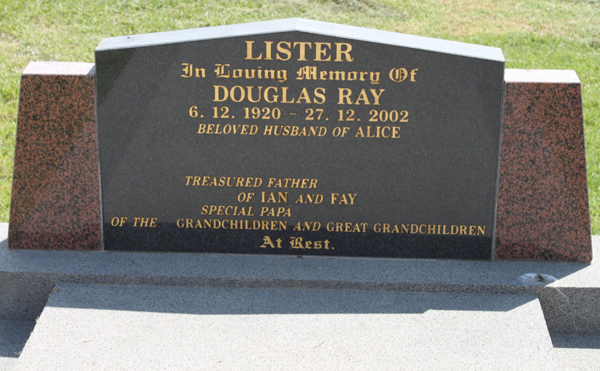 LISTER
In Loving Memory Of
DOUGLAS RAY
6. 12. 1920 - 27. 12. 2002
BELOVED HUSBAND OF ALICE
TREASURED FATHER
OF IAN AND FAY
SPECIAL PAPA
OF THE GRANDCHILDREN AND GREAT GRANDCHILDREN
At Rest.